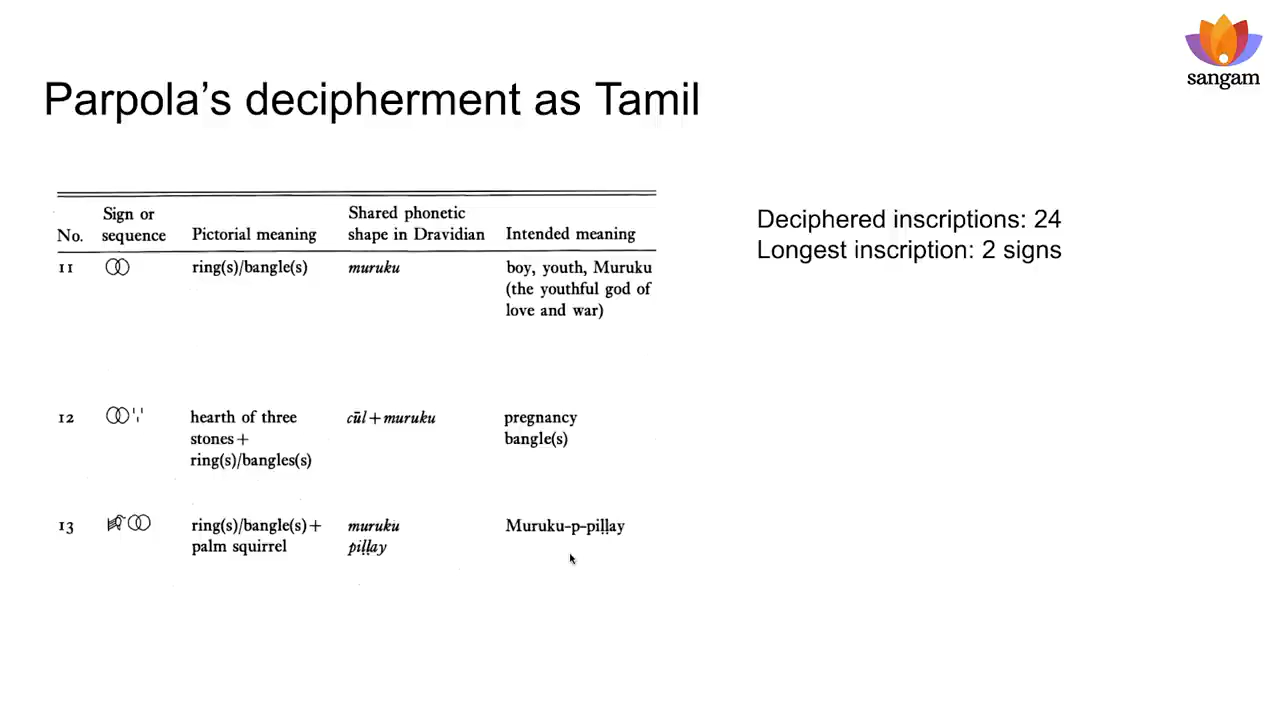 sangam
Parpola's decipherment as Tamil
No. Sign or sequence Pictorial meaning Shared phonetic shape in Dravidian Intended meaning
11 ring(s)/bangle(s) muruku boy, youth, Muruku
(the youthful god of
love and war)
12 hearth of three cūl+muruku pregnancy
stones+ bangle(s)
ring(s)/bangles(s)
13 ring(s)/bangle(s)+ muruku Muruku-p-piḷḷay
palm squirrel piḷḷay
Deciphered inscriptions: 24
Longest inscription: 2 signs